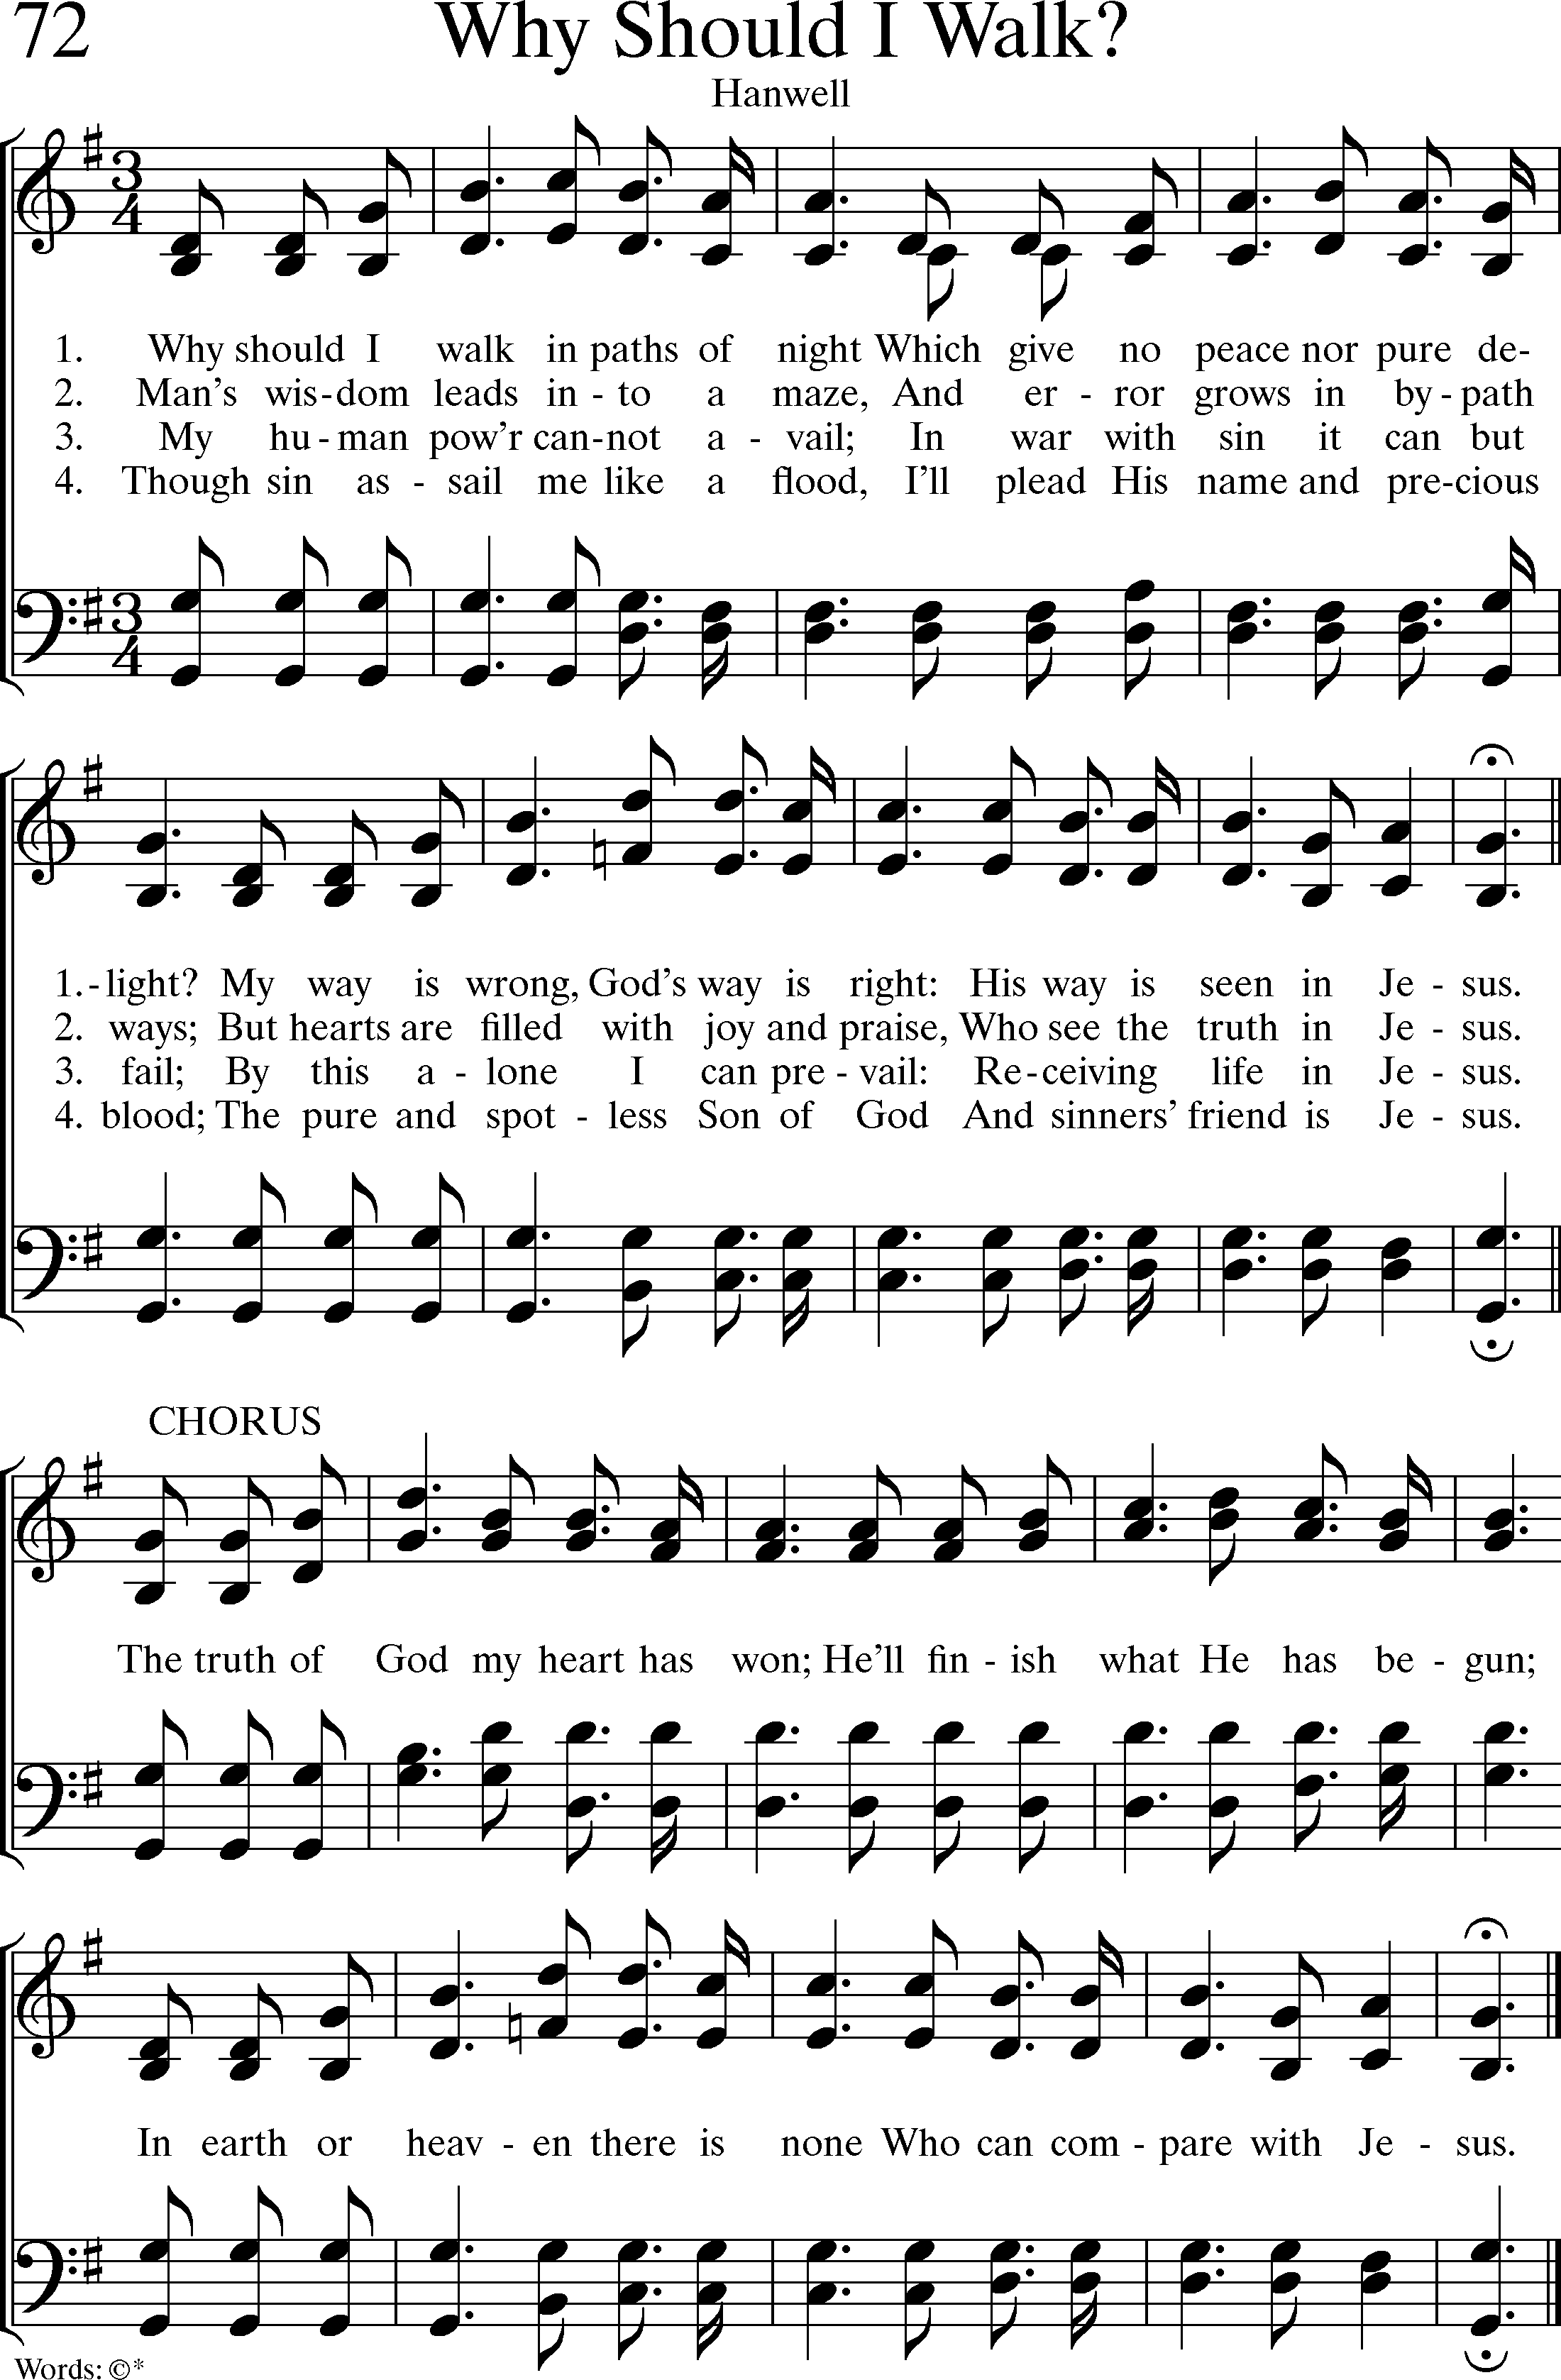 72 Why Should I Walk?
Hanwell
3 4
1. Why should I walk in paths of night Which give no peace nor pure de-
2. Man's wis - dom leads in - to a maze, And er - ror grows in by - path
3. My hu - man pow'r can - not a - vail; In war with sin it can but
4. Though sin as - sail me like a flood, I'll plead His name and pre - cious
3 4
1. - light? My way is wrong, God's way is right: His way is seen in Je - sus.
2. ways; But hearts are filled with joy and praise, Who see the truth in Je - sus.
3. fail; By this a - lone I can pre - vail: Re - ceiving life in Je - sus.
4. blood; The pure and spot - less Son of God And sinners' friend is Je - sus.
CHORUS
The truth of God my heart has won; He'll fin - ish what He has be - gun;
In earth or heav - en there is none Who can com - pare with Je - sus.
Words: ©*